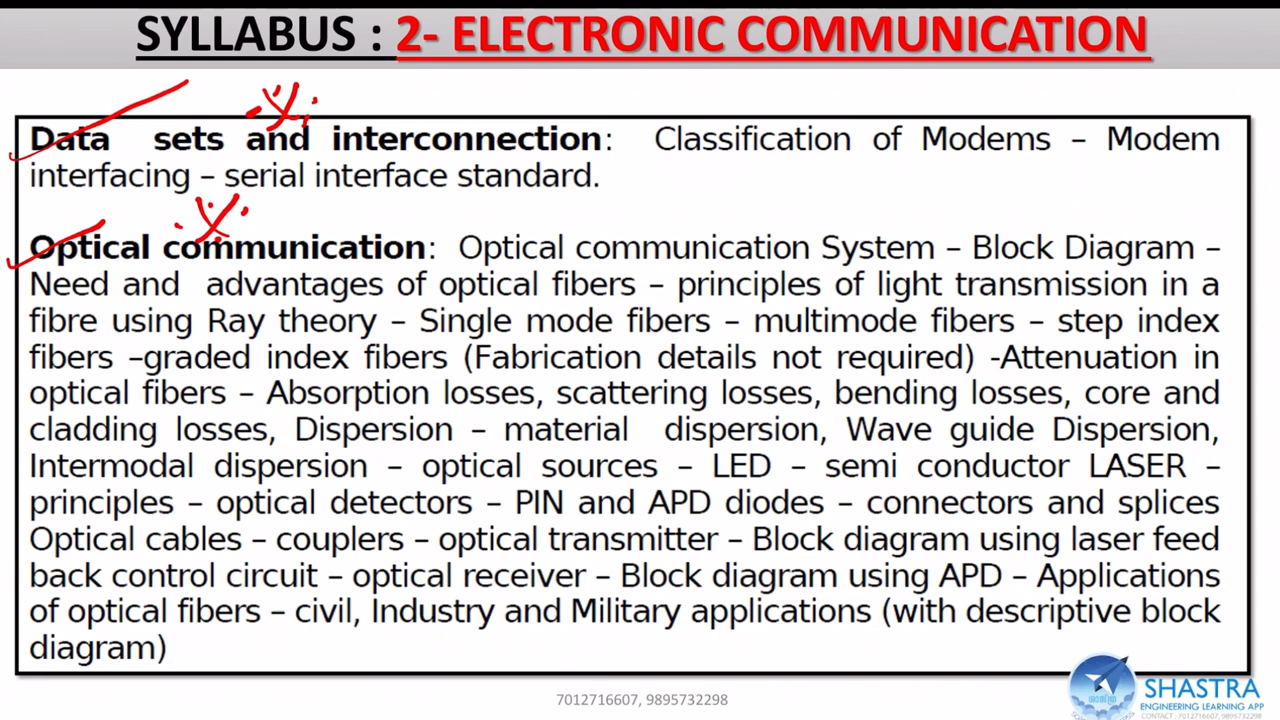 SYLLABUS : 2- ELECTRONIC COMMUNICATION
Data sets and interconnection: Classification of Modems – Modem
interfacing – serial interface standard.
Optical communication: Optical communication System – Block Diagram –
Need and advantages of optical fibers – principles of light transmission in a
fibre using Ray theory – Single mode fibers – multimode fibers – step index
fibers –graded index fibers (Fabrication details not required) -Attenuation in
optical fibers – Absorption losses, scattering losses, bending losses, core and
cladding losses, Dispersion – material dispersion, Wave guide Dispersion,
Intermodal dispersion – optical sources – LED – semi conductor LASER –
principles – optical detectors – PIN and APD diodes – connectors and splices
Optical cables – couplers – optical transmitter – Block diagram using laser feed
back control circuit – optical receiver – Block diagram using APD – Applications
of optical fibers – civil, Industry and Military applications (with descriptive block
diagram)
7012716607, 9895732298
SHASTRA
ENGINEERING LEARNING APP
CONTACT : 7012716607, 9895732298